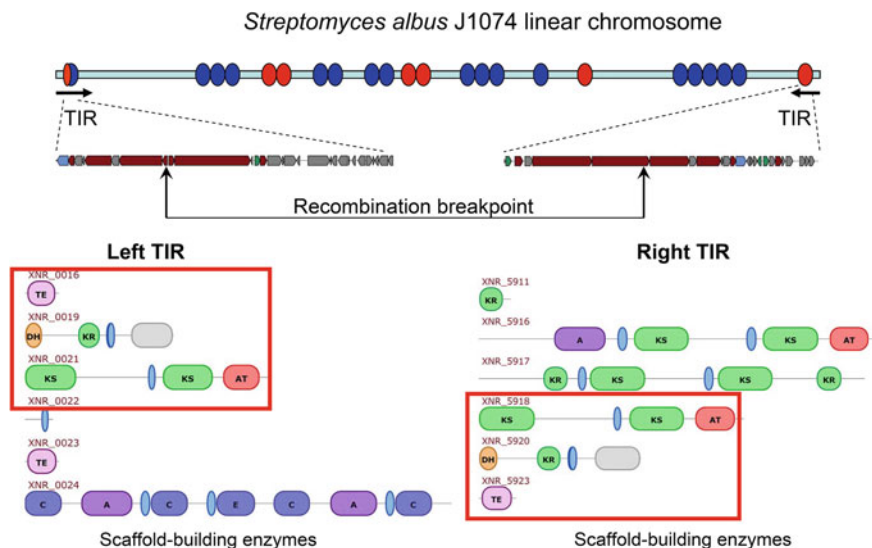 Streptomyces albus J1074 linear chromosome
TIR
TIR
Recombination breakpoint
Left TIR
XNR_0016
TE
XNR_0019
DH KR
XNR_0021
KS KS AT
XNR_0022
XNR_0023
TE
XNR_0024
C A C E C A C
Scaffold-building enzymes
Right TIR
XNR_5911
KR
XNR_5916
A KS KS AT
XNR_5917
KR KS KS KR
XNR_5918
KS KS AT
XNR_5920
DH KR
XNR_5923
TE
Scaffold-building enzymes